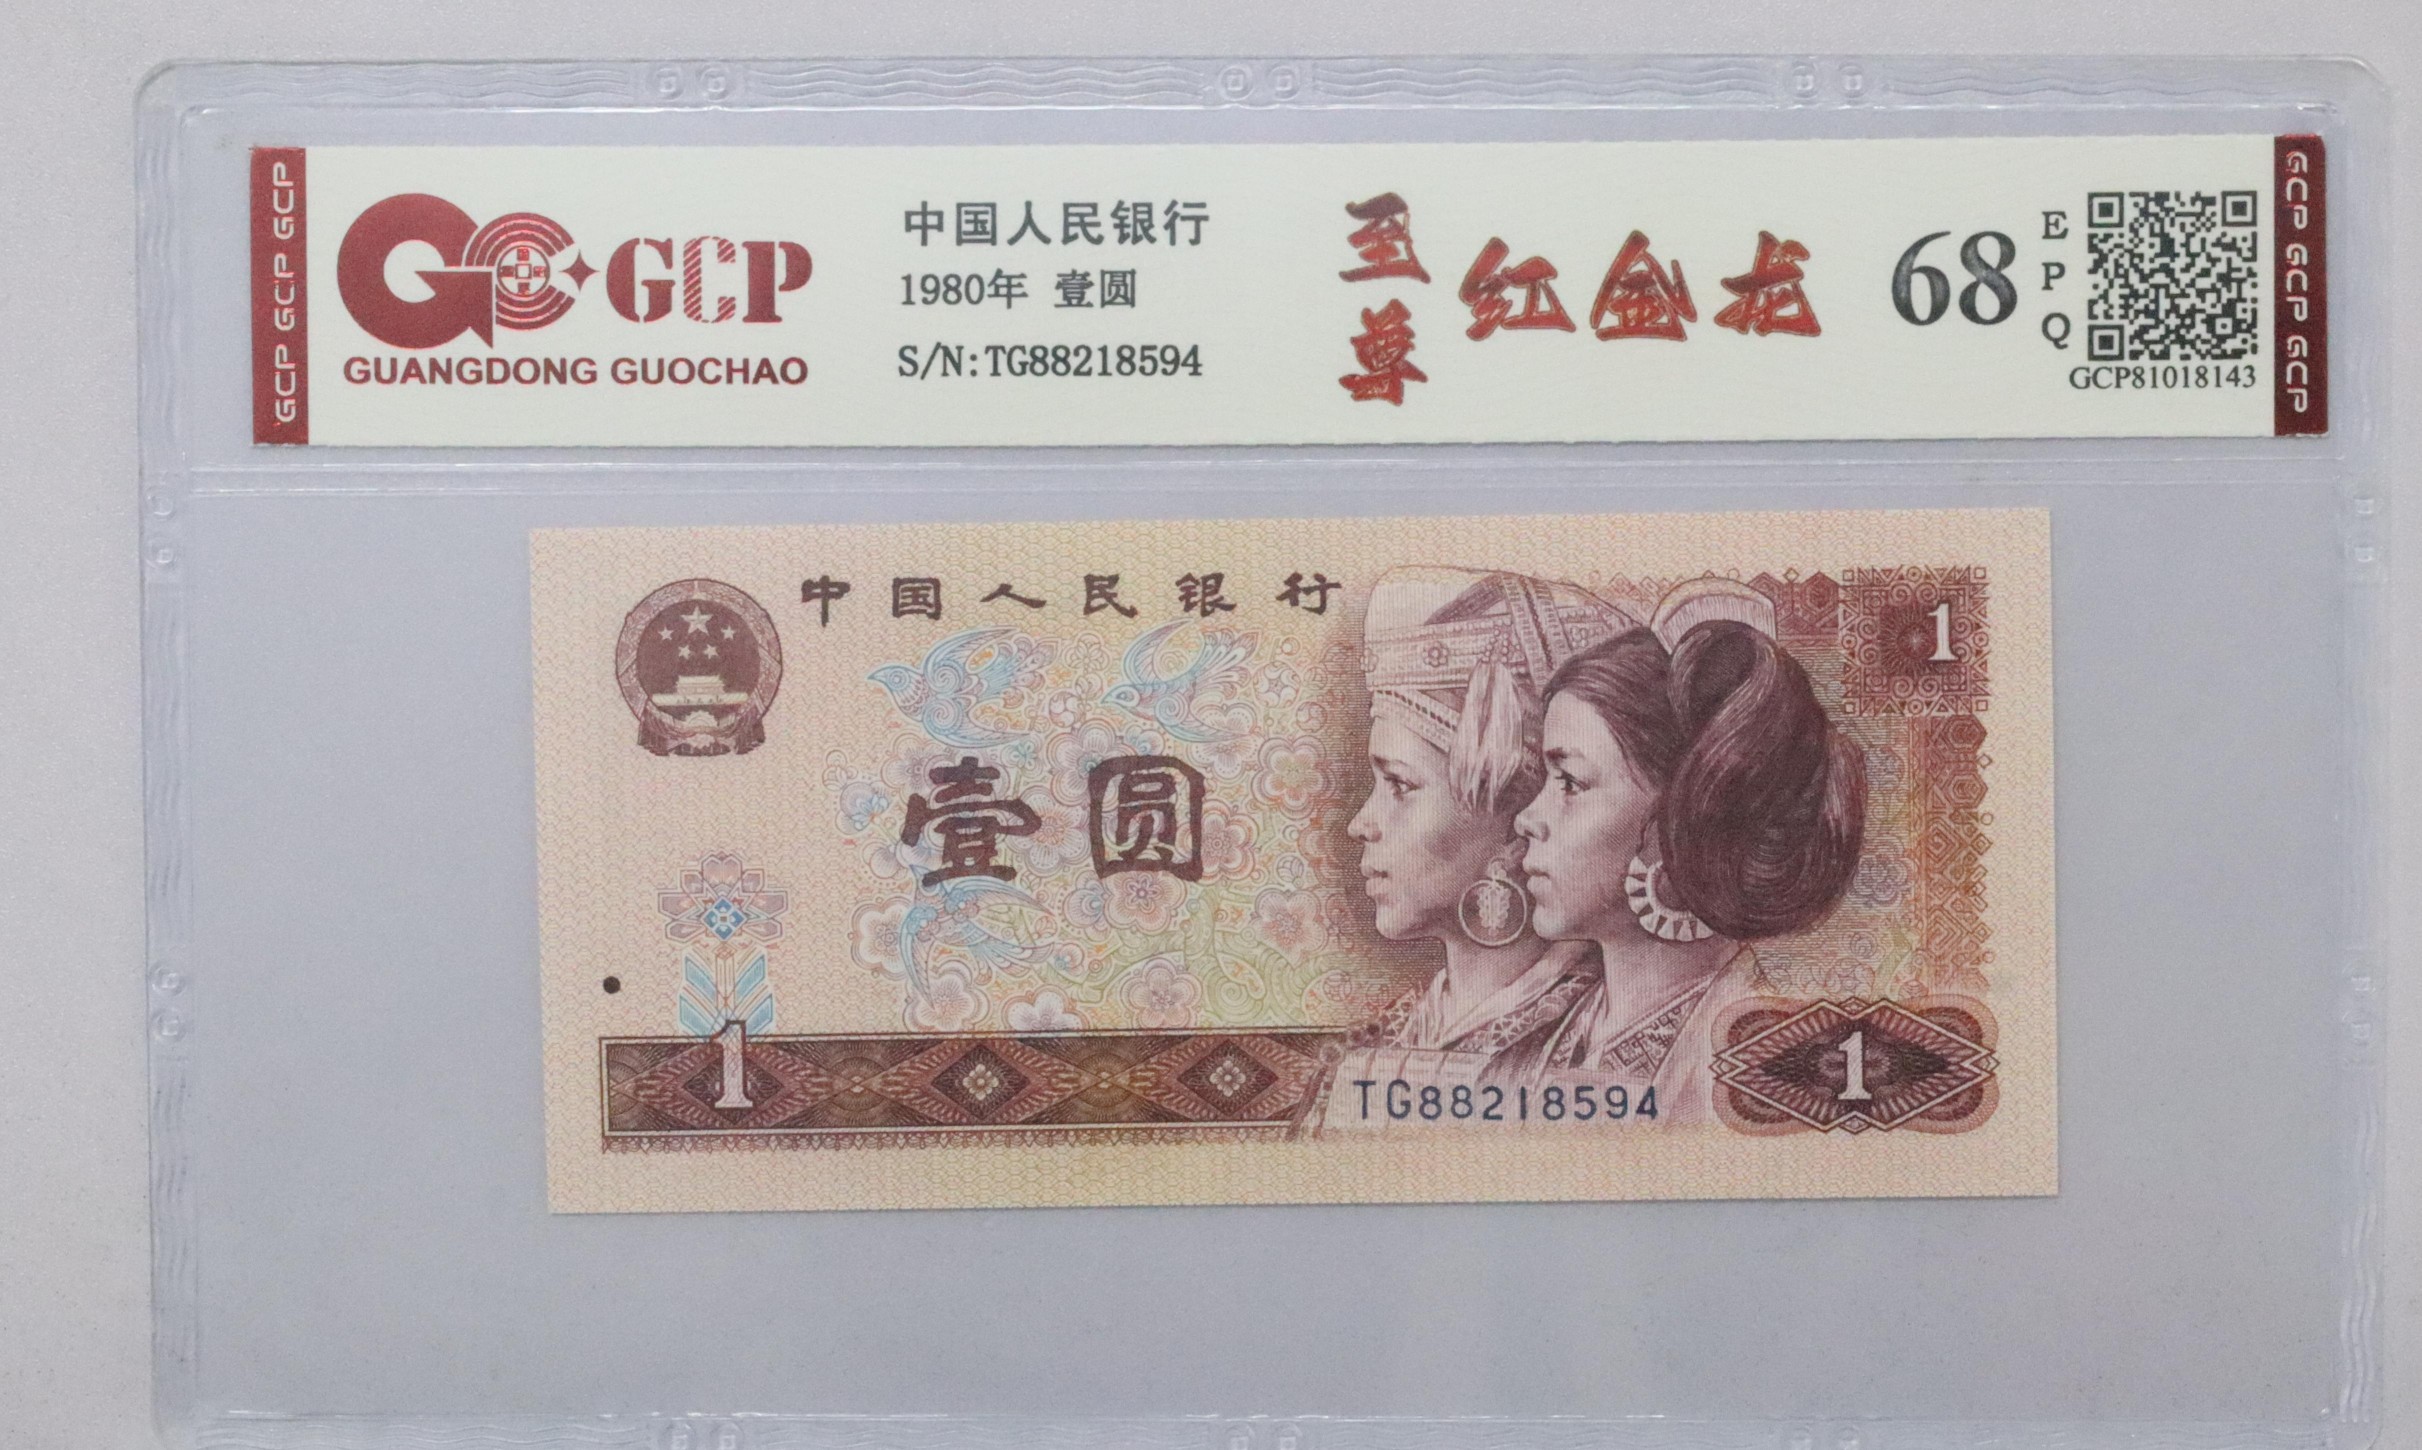 GCP GCP GCP
GCP
GUANGDONG GUOCHAO
中国人民银行
1980年 壹圆
S/N:TG88218594
至尊
红金龙
68
EPQ
GCP81018143
GCP GCP GCP
中国人民银行
1
壹圆
1
TG88218594
1